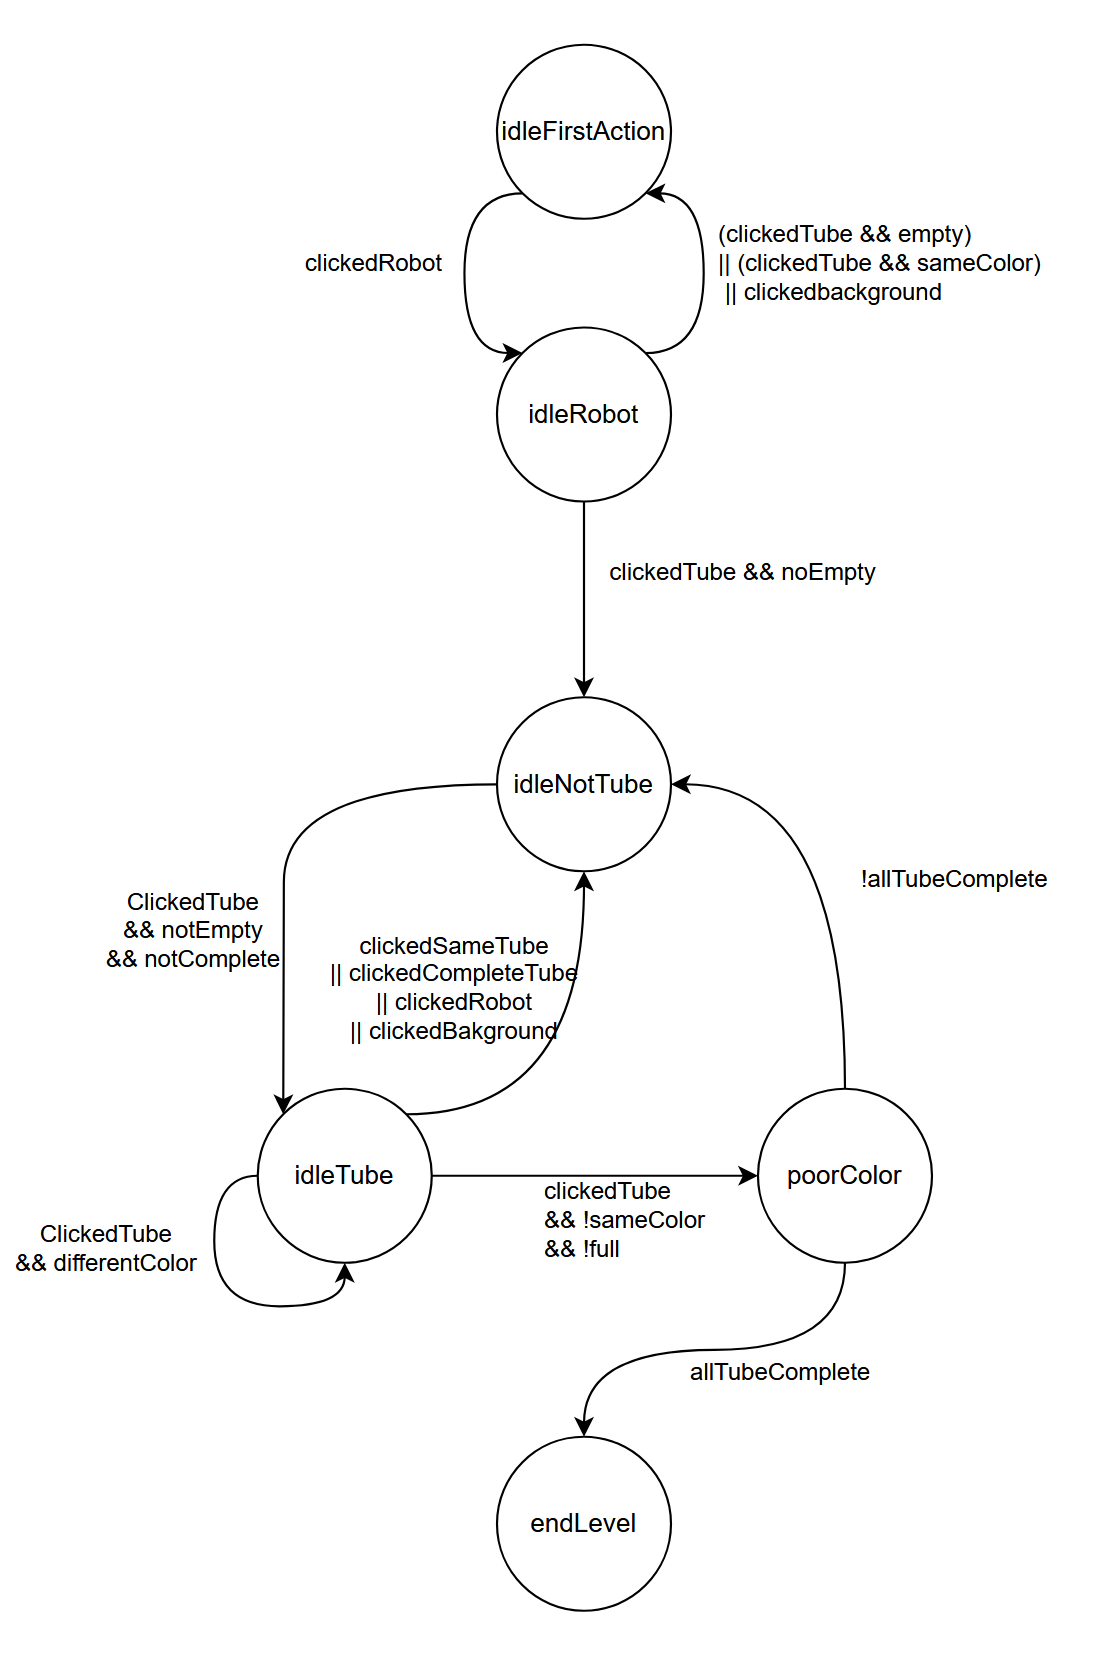 idleFirstAction
clickedRobot
(clickedTube && empty)
|| (clickedTube && sameColor)
|| clickedbackground
idleRobot
clickedTube && noEmpty
idleNotTube
!allTubeComplete
ClickedTube
&& notEmpty
&& notComplete
clickedSameTube
|| clickedCompleteTube
|| clickedRobot
|| clickedBakground
idleTube
poorColor
clickedTube
&& !sameColor
&& !full
ClickedTube
&& differentColor
allTubeComplete
endLevel